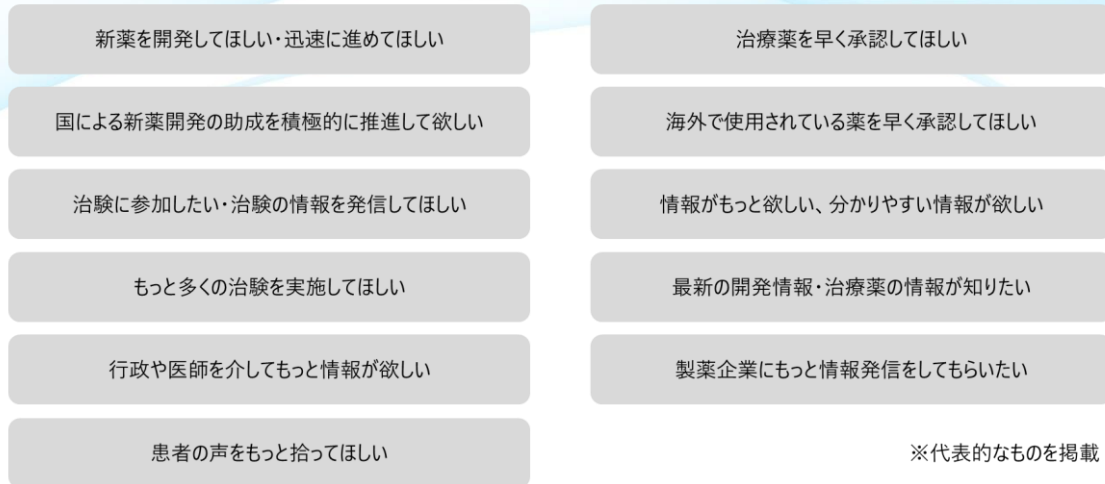 新薬を開発してほしい・迅速に進めてほしい
治療薬を早く承認してほしい
国による新薬開発の助成を積極的に推進して欲しい
海外で使用されている薬を早く承認してほしい
治験に参加したい・治験の情報を発信してほしい
情報がもっと欲しい、分かりやすい情報が欲しい
もっと多くの治験を実施してほしい
最新の開発情報・治療薬の情報が知りたい
行政や医師を介してもっと情報が欲しい
製薬企業にもっと情報発信をしてもらいたい
患者の声をもっと拾ってほしい
※代表的なものを掲載